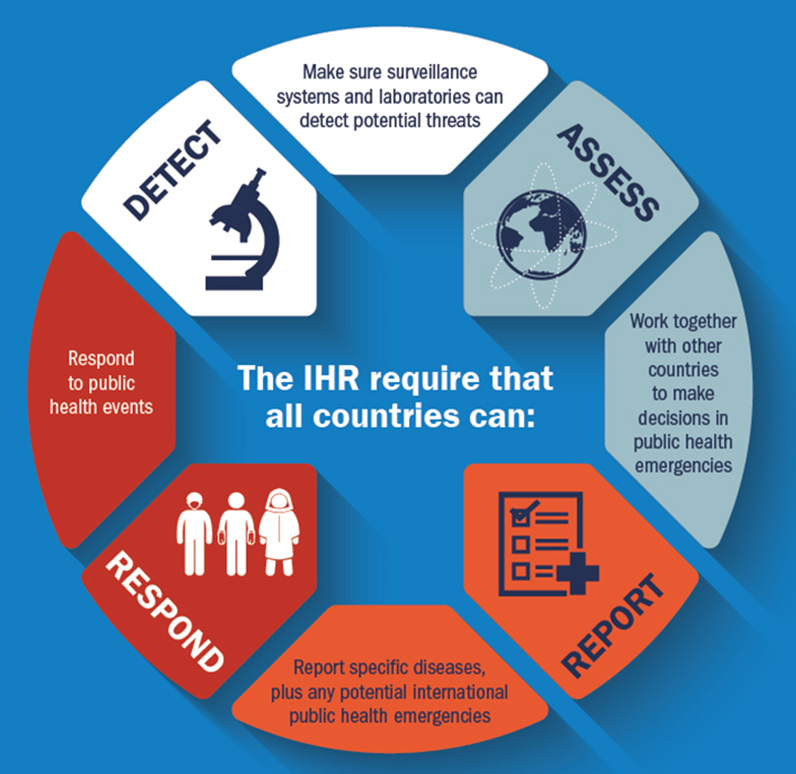 The IHR require that
all countries can:
DETECT
Make sure surveillance
systems and laboratories can
detect potential threats
ASSESS
Work together
with other
countries
to make
decisions in
public health
emergencies
REPORT
Report specific diseases,
plus any potential international
public health emergencies
RESPOND
Respond
to public
health events